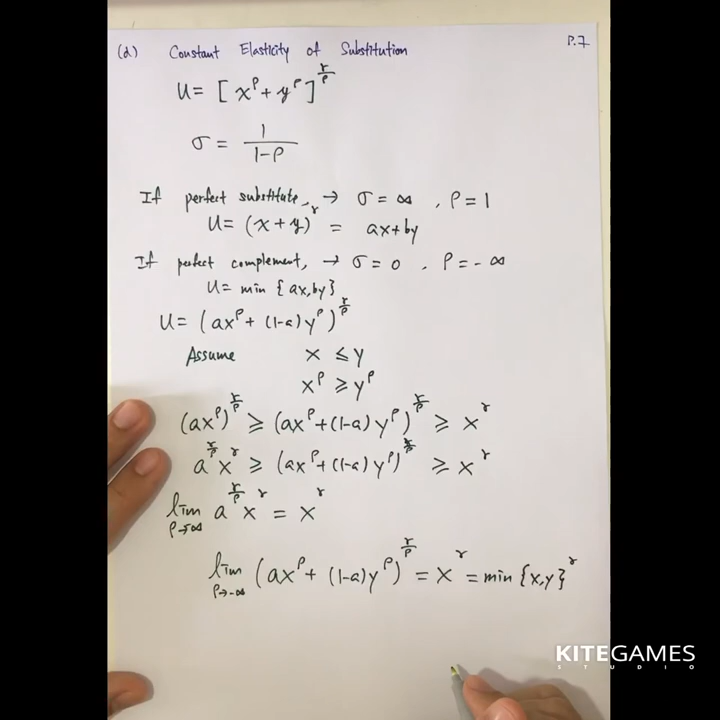 (d) Constant Elasticity of Substitution P.7
U = [x^ρ + y^ρ]^(r/ρ)
σ = 1/(1-ρ)
If perfect substitute, → σ = ∞ , ρ = 1
U = (x + y)^r = ax+by
If perfect complement, → σ = 0 , ρ = -∞
U = min {ax, by}
U = (ax^ρ + (1-a) y^ρ)^(r/ρ)
Assume x ≤ y
x^ρ ≥ y^ρ
(ax^ρ)^(r/ρ) ≥ (ax^ρ + (1-a) y^ρ)^(r/ρ) ≥ x^r
a^(r/ρ) x^r ≥ (ax^ρ + (1-a) y^ρ)^(r/ρ) ≥ x^r
lim ρ→-∞ a^(r/ρ) x^r = x^r
lim ρ→-∞ (ax^ρ + (1-a) y^ρ)^(r/ρ) = x^r = min {x,y}^r
KITEGAMES
STUDIO